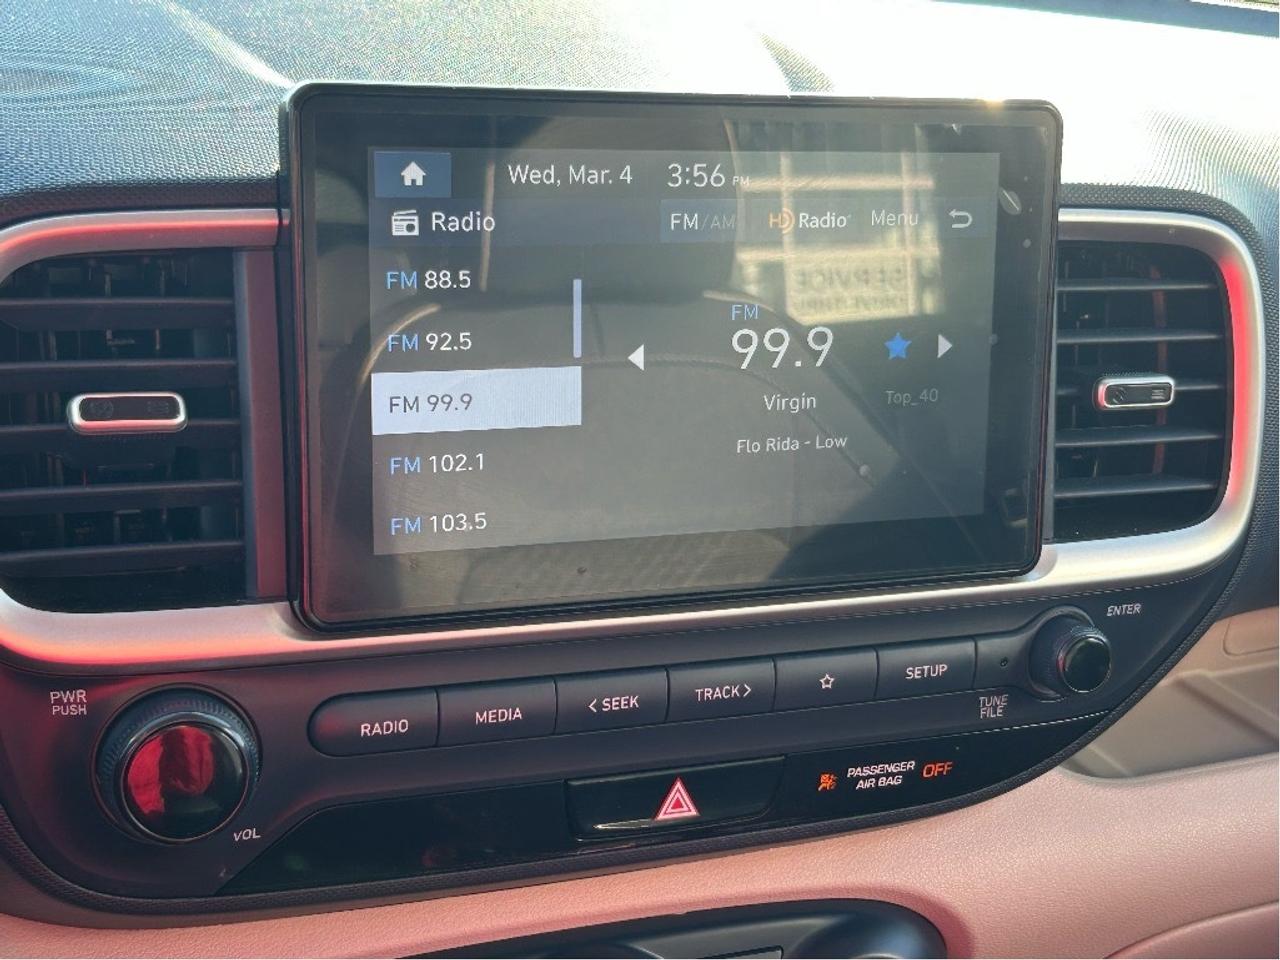 Wed, Mar. 4 3:56 PM
Radio FM/AM HD Radio Menu
FM 88.5
FM 92.5
FM 99.9
FM 102.1
FM 103.5
FM
99.9
Virgin Top_40
Flo Rida - Low
SERVICE
ENTER
PWR
PUSH
RADIO MEDIA < SEEK TRACK > SETUP
TUNE
FILE
VOL
PASSENGER
AIR BAG OFF